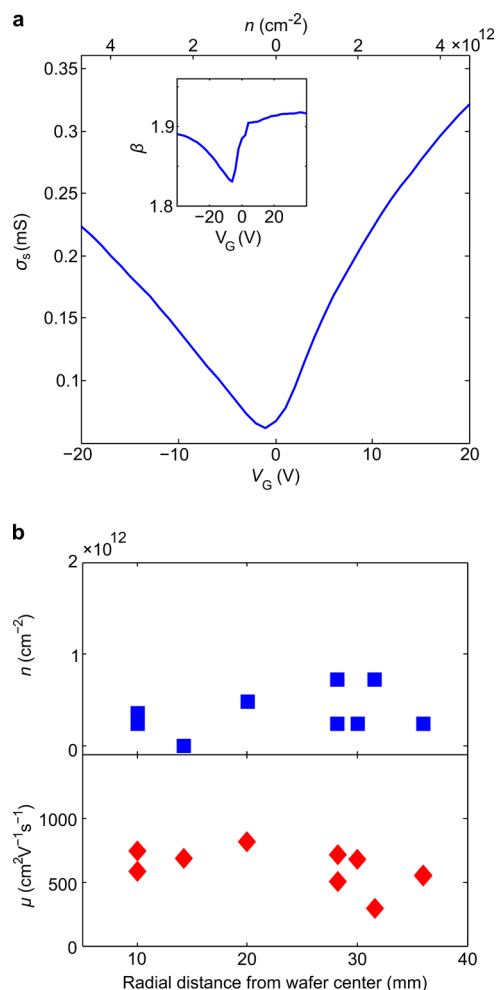 a
n (cm⁻²)
4 2 0 2 4 ×10¹²
0.35
0.3
0.25
0.2
0.15
0.1
σs (mS)
1.9
1.8
β
−20 0 20
VG (V)
−20 −10 0 10 20
VG (V)
b
×10¹²
2
1
0
n (cm⁻²)
1000
500
0
μ (cm²V⁻¹s⁻¹)
10 20 30 40
Radial distance from wafer center (mm)